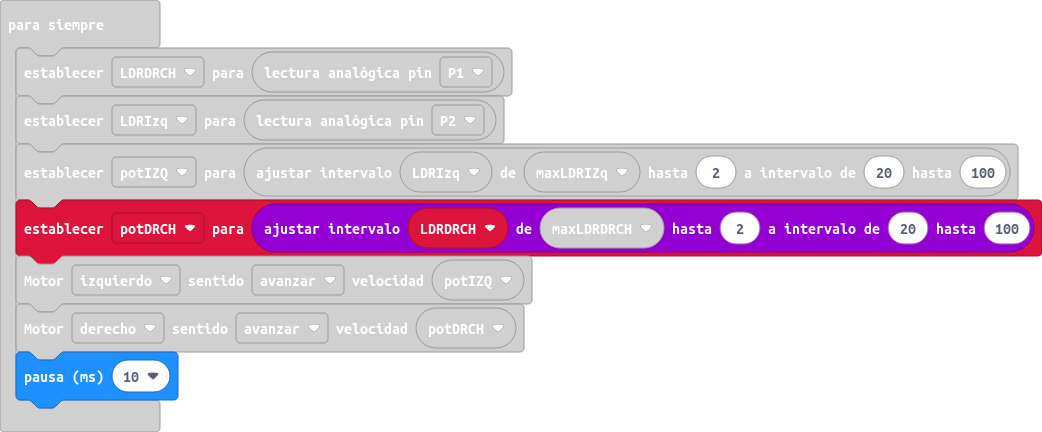 para siempre
establecer LDRDRCH para lectura analógica pin P1
establecer LDRIzq para lectura analógica pin P2
establecer potIZQ para ajustar intervalo LDRIzq de maxLDRIZq hasta 2 a intervalo de 20 hasta 100
establecer potDRCH para ajustar intervalo LDRDRCH de maxLDRDRCH hasta 2 a intervalo de 20 hasta 100
Motor izquierdo sentido avanzar velocidad potIZQ
Motor derecho sentido avanzar velocidad potDRCH
pausa (ms) 10